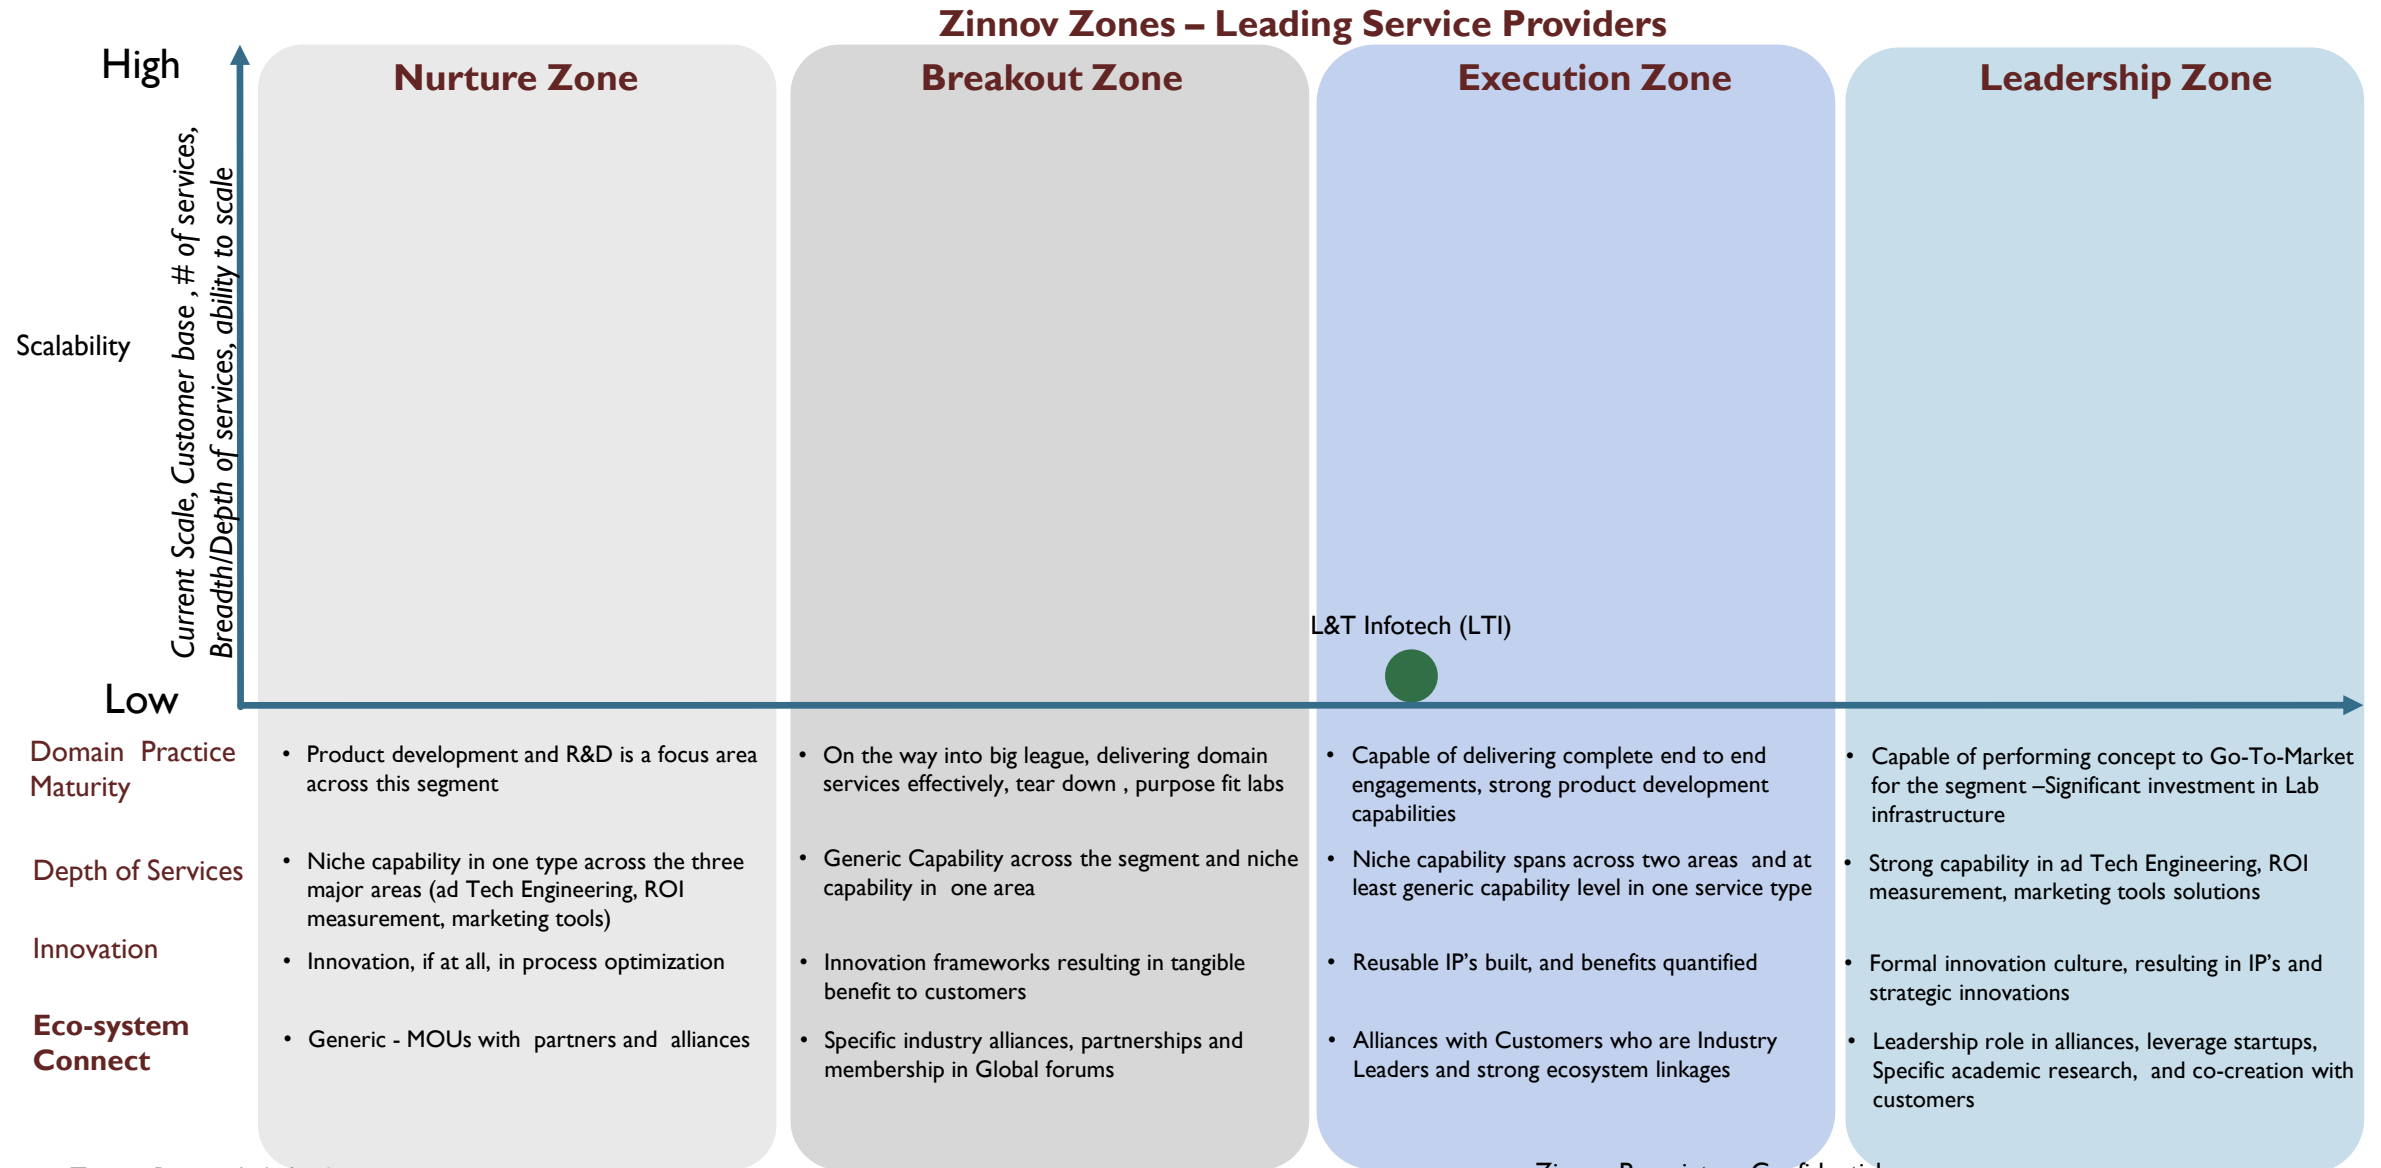 Zinnov Zones – Leading Service Providers
High
Nurture Zone
Breakout Zone
Execution Zone
Leadership Zone
Scalability
Current Scale, Customer base , # of services,
Breadth/Depth of services, ability to scale
L&T Infotech (LTI)
Low
Domain Practice
Maturity
• Product development and R&D is a focus area
across this segment
• On the way into big league, delivering domain
services effectively, tear down , purpose fit labs
• Capable of delivering complete end to end
engagements, strong product development
capabilities
• Capable of performing concept to Go-To-Market
for the segment –Significant investment in Lab
infrastructure
Depth of Services
• Niche capability in one type across the three
major areas (ad Tech Engineering, ROI
measurement, marketing tools)
• Generic Capability across the segment and niche
capability in one area
• Niche capability spans across two areas and at
least generic capability level in one service type
• Strong capability in ad Tech Engineering, ROI
measurement, marketing tools solutions
Innovation
• Innovation, if at all, in process optimization
• Innovation frameworks resulting in tangible
benefit to customers
• Reusable IP's built, and benefits quantified
• Formal innovation culture, resulting in IP's and
strategic innovations
Eco-system
Connect
• Generic - MOUs with partners and alliances
• Specific industry alliances, partnerships and
membership in Global forums
• Alliances with Customers who are Industry
Leaders and strong ecosystem linkages
• Leadership role in alliances, leverage startups,
Specific academic research, and co-creation with
customers